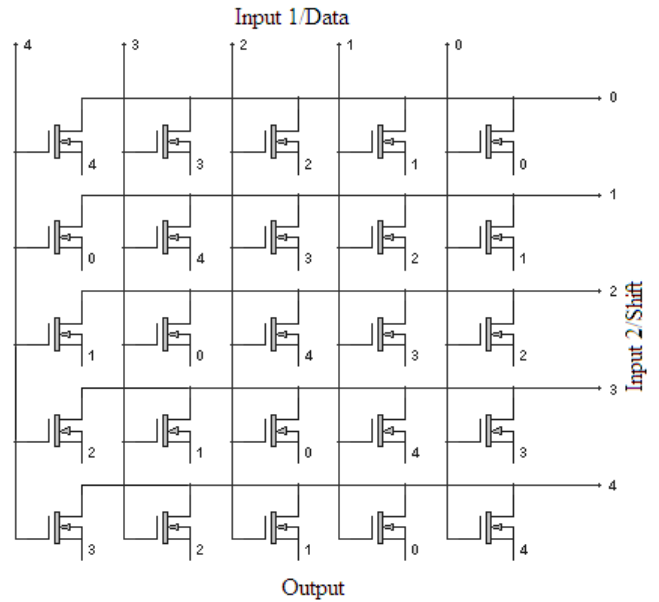 Input 1/Data
4 3 2 1 0
0
4 3 2 1 0
1
0 4 3 2 1
2
1 0 4 3 2
Input 2/Shift
3
2 1 0 4 3
4
3 2 1 0 4
Output